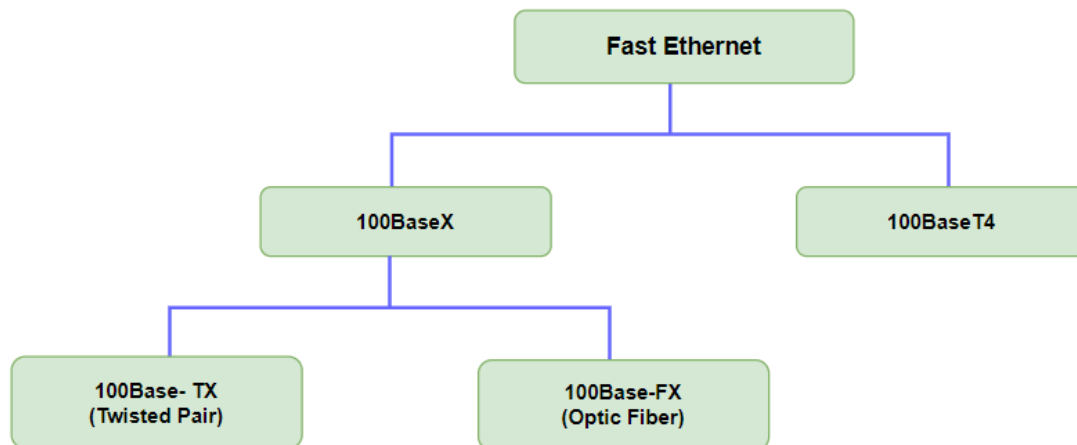 Fast Ethernet
100BaseX
100BaseT4
100Base- TX
(Twisted Pair)
100Base-FX
(Optic Fiber)